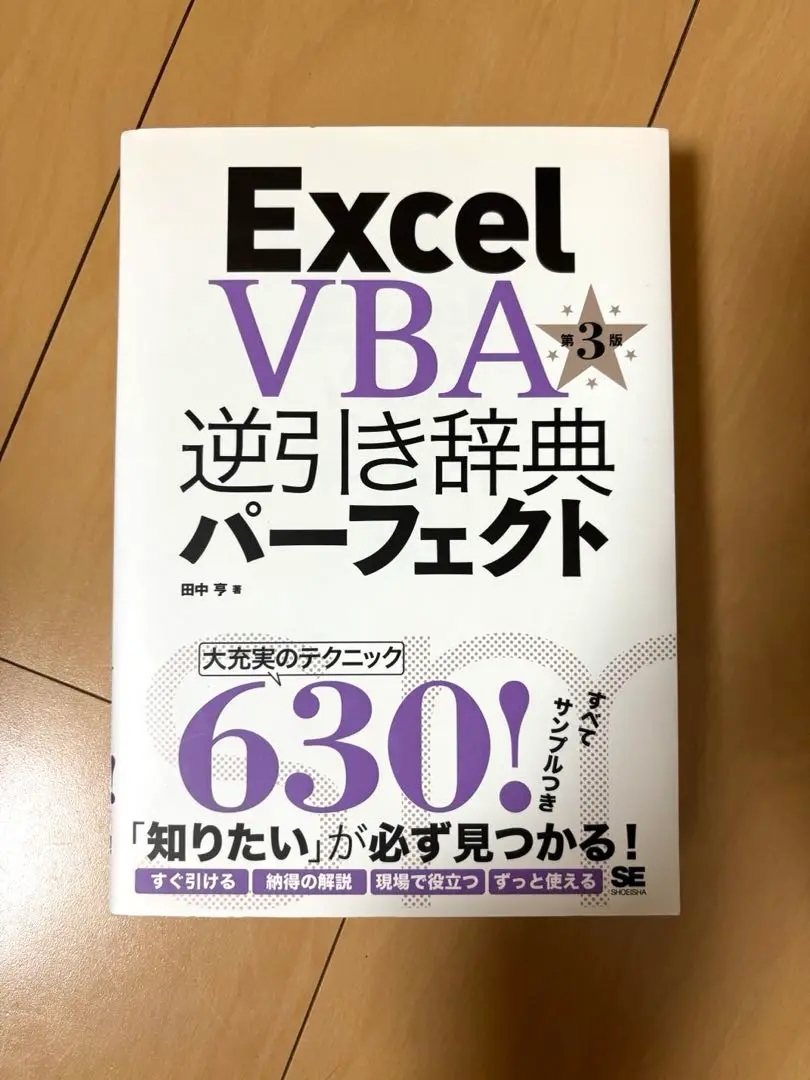 Excel
VBA
第3版
逆引き辞典
パーフェクト
田中 亨 著
大充実のテクニック
630!
すべて
サンプルつき
「知りたい」が必ず見つかる!
すぐ引ける 納得の解説 現場で役立つ ずっと使える
SE
SHOEISHA